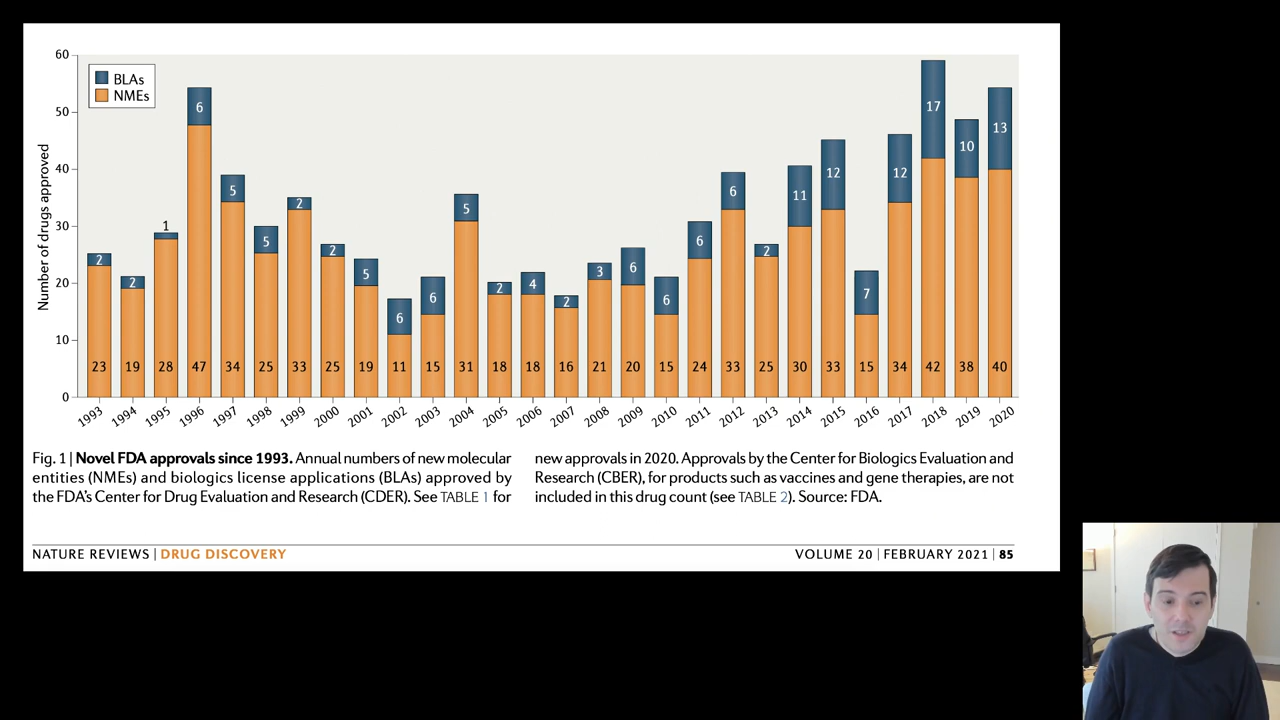 60
BLAs
NMEs
50
40
30
20
10
0
Number of drugs approved
2 2 1 6 5 5 2 2 5 6 6 5 2 4 2 3 6 6 6 6 2 11 12 7 12 17 10 13
23 19 28 47 34 25 33 25 19 11 15 31 18 18 16 21 20 15 24 33 25 30 33 15 34 42 38 40
1993 1994 1995 1996 1997 1998 1999 2000 2001 2002 2003 2004 2005 2006 2007 2008 2009 2010 2011 2012 2013 2014 2015 2016 2017 2018 2019 2020
Fig. 1 | Novel FDA approvals since 1993. Annual numbers of new molecular
entities (NMEs) and biologics license applications (BLAs) approved by
the FDA's Center for Drug Evaluation and Research (CDER). See TABLE 1 for
new approvals in 2020. Approvals by the Center for Biologics Evaluation and
Research (CBER), for products such as vaccines and gene therapies, are not
included in this drug count (see TABLE 2). Source: FDA.
NATURE REVIEWS | DRUG DISCOVERY
VOLUME 20 | FEBRUARY 2021 | 85